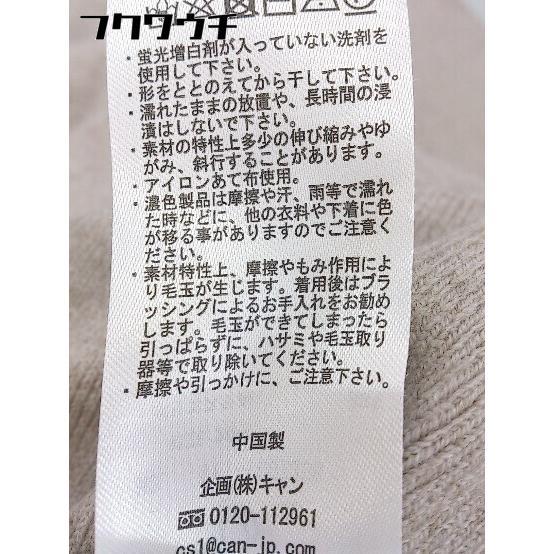 フクウウチ
・蛍光増白剤が入っていない洗剤を
使用して下さい。
・形をととのえてから干して下さい。
・濡れたままの放置や、長時間の浸
漬はしないで下さい。
・素材の特性上多少の伸び縮みやゆ
がみ、斜行することがあります。
・アイロンあて布使用。
・濃色製品は摩擦や汗、雨等で濡れ
た時などに、他の衣料や下着に色
が移る事がありますのでご注意く
ださい。
・素材特性上、摩擦やもみ作用によ
り毛玉が生じます。着用後はブラ
ッシングによるお手入れをお勧め
します。毛玉ができてしまったら
引っぱらずに、ハサミや毛玉取り
器等で取り除いてください。
・摩擦や引っかけに、ご注意下さい。
中国製
企画(株)キャン
0120-112961
cs1@can-jp.com